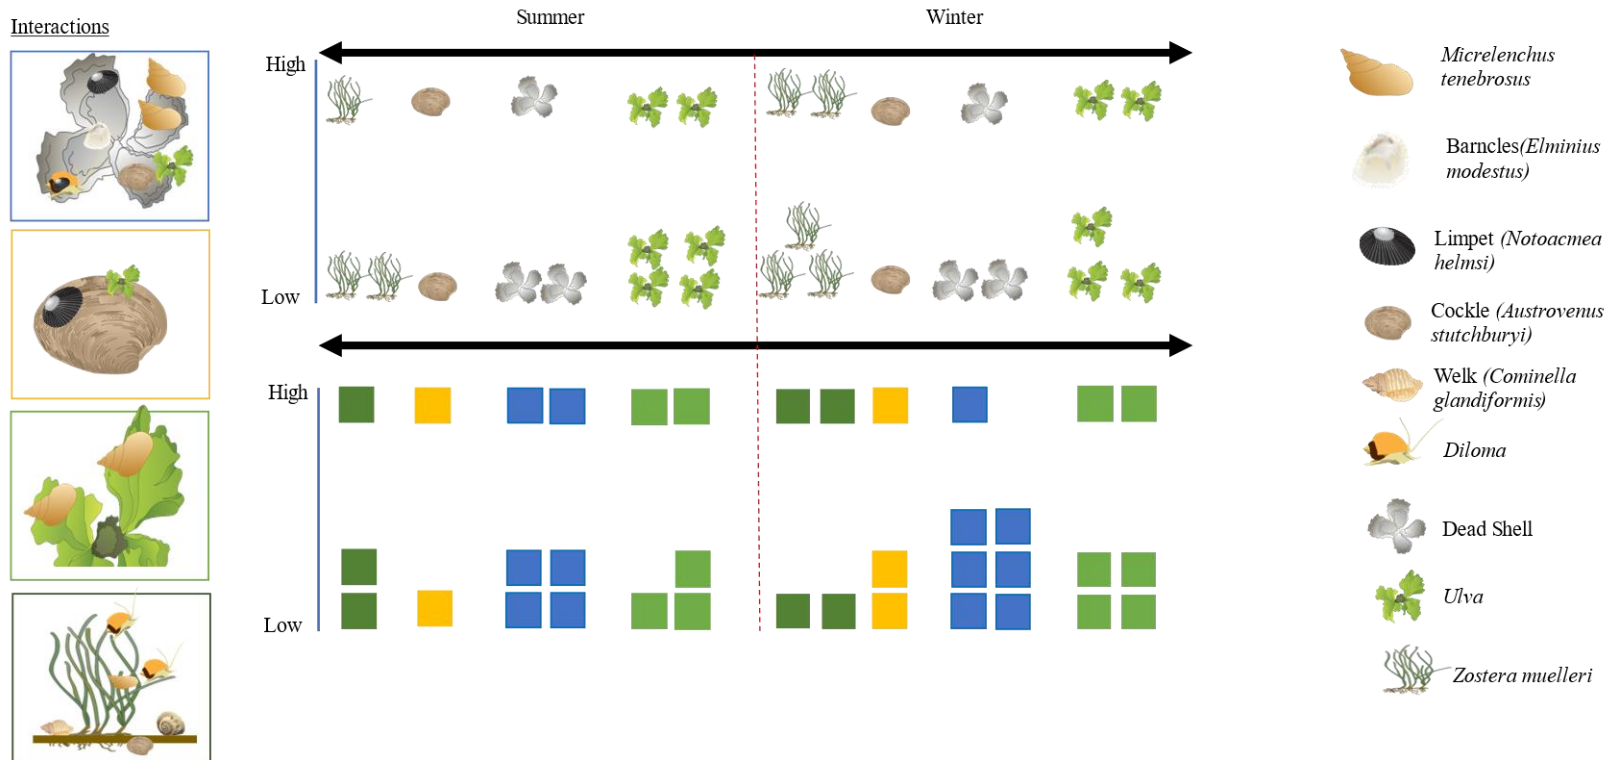 Interactions
Summer
Winter
High
Low
High
Low
Micrelenchus
tenebrosus
Barncles(Elminius
modestus)
Limpet (Notoacmea
helmsi)
Cockle (Austrovenus
stutchburyi)
Welk (Cominella
glandiformis)
Diloma
Dead Shell
Ulva
Zostera muelleri